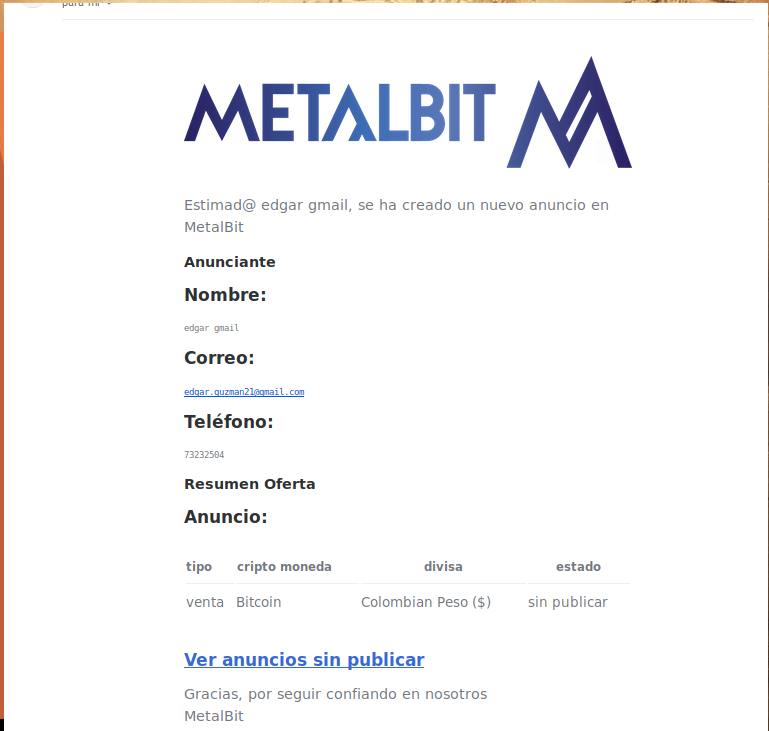 para mí
METALBIT
Estimad@ edgar gmail, se ha creado un nuevo anuncio en
MetalBit
Anunciante
Nombre:
edgar gmail
Correo:
edgar.guzman21@gmail.com
Teléfono:
73232504
Resumen Oferta
Anuncio:
tipo cripto moneda divisa estado
venta Bitcoin Colombian Peso ($) sin publicar
Ver anuncios sin publicar
Gracias, por seguir confiando en nosotros
MetalBit